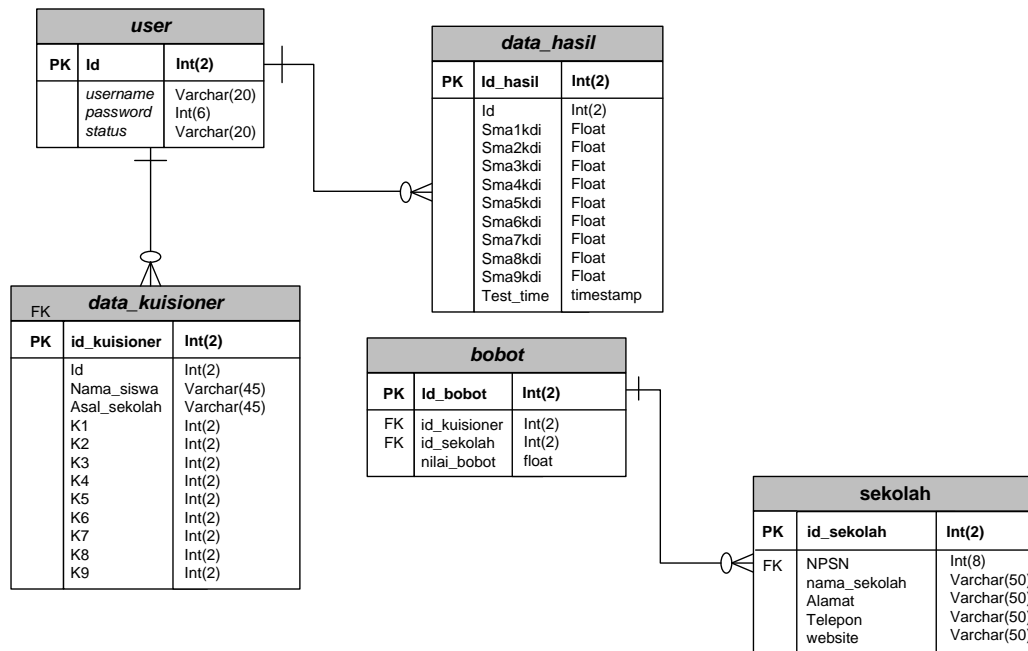 user
PK Id Int(2)
username Varchar(20)
password Int(6)
status Varchar(20)
data_hasil
PK Id_hasil Int(2)
Id Int(2)
Sma1kdi Float
Sma2kdi Float
Sma3kdi Float
Sma4kdi Float
Sma5kdi Float
Sma6kdi Float
Sma7kdi Float
Sma8kdi Float
Sma9kdi Float
Test_time timestamp
data_kuisioner
FK
PK id_kuisioner Int(2)
Id Int(2)
Nama_siswa Varchar(45)
Asal_sekolah Varchar(45)
K1 Int(2)
K2 Int(2)
K3 Int(2)
K4 Int(2)
K5 Int(2)
K6 Int(2)
K7 Int(2)
K8 Int(2)
K9 Int(2)
bobot
PK Id_bobot Int(2)
FK id_kuisioner Int(2)
FK id_sekolah Int(2)
nilai_bobot float
sekolah
PK id_sekolah Int(2)
FK NPSN Int(8)
nama_sekolah Varchar(50)
Alamat Varchar(50)
Telepon Varchar(50)
website Varchar(50)